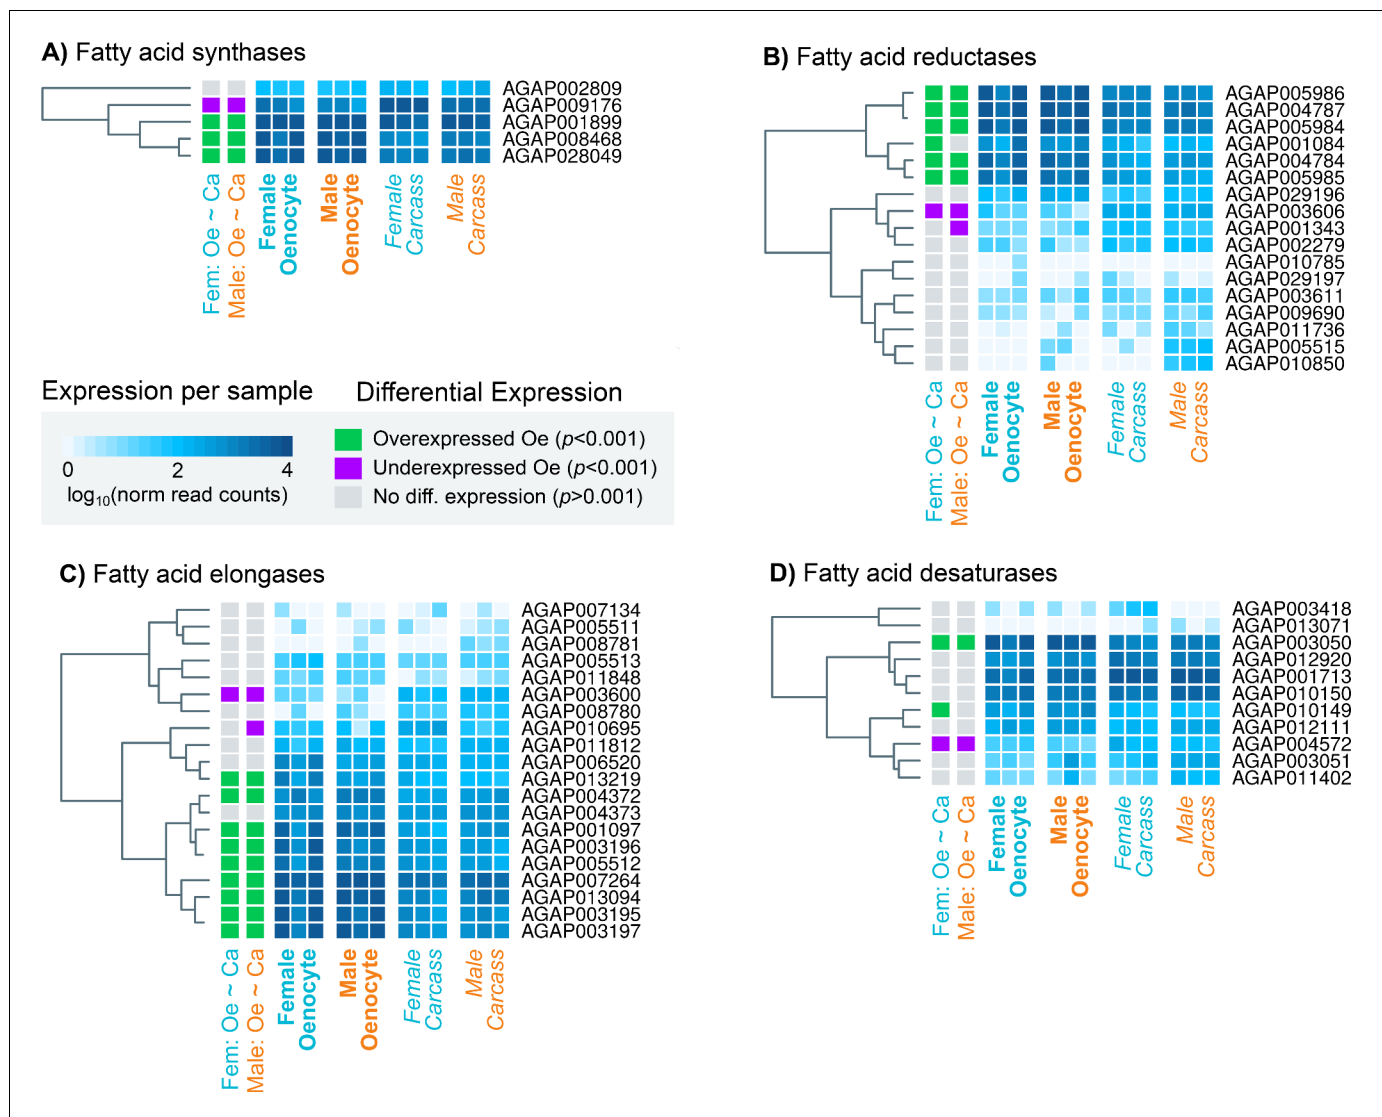 A) Fatty acid synthases
AGAP002809
AGAP009176
AGAP001899
AGAP008468
AGAP028049
Fem: Oe ~ Ca
Male: Oe ~ Ca
Female
Oenocyte
Male
Oenocyte
Female
Carcass
Male
Carcass
B) Fatty acid reductases
AGAP005986
AGAP004787
AGAP005984
AGAP001084
AGAP004784
AGAP005985
AGAP029196
AGAP003606
AGAP001343
AGAP002279
AGAP010785
AGAP029197
AGAP003611
AGAP009690
AGAP011736
AGAP005515
AGAP010850
Fem: Oe ~ Ca
Male: Oe ~ Ca
Female
Oenocyte
Male
Oenocyte
Female
Carcass
Male
Carcass
Expression per sample
0 2 4
log10(norm read counts)
Differential Expression
Overexpressed Oe (p<0.001)
Underexpressed Oe (p<0.001)
No diff. expression (p>0.001)
C) Fatty acid elongases
AGAP007134
AGAP005511
AGAP008781
AGAP005513
AGAP011848
AGAP003600
AGAP008780
AGAP010695
AGAP011812
AGAP006520
AGAP013219
AGAP004372
AGAP004373
AGAP001097
AGAP003196
AGAP005512
AGAP007264
AGAP013094
AGAP003195
AGAP003197
Fem: Oe ~ Ca
Male: Oe ~ Ca
Female
Oenocyte
Male
Oenocyte
Female
Carcass
Male
Carcass
D) Fatty acid desaturases
AGAP003418
AGAP013071
AGAP003050
AGAP012920
AGAP001713
AGAP010150
AGAP010149
AGAP012111
AGAP004572
AGAP003051
AGAP011402
Fem: Oe ~ Ca
Male: Oe ~ Ca
Female
Oenocyte
Male
Oenocyte
Female
Carcass
Male
Carcass